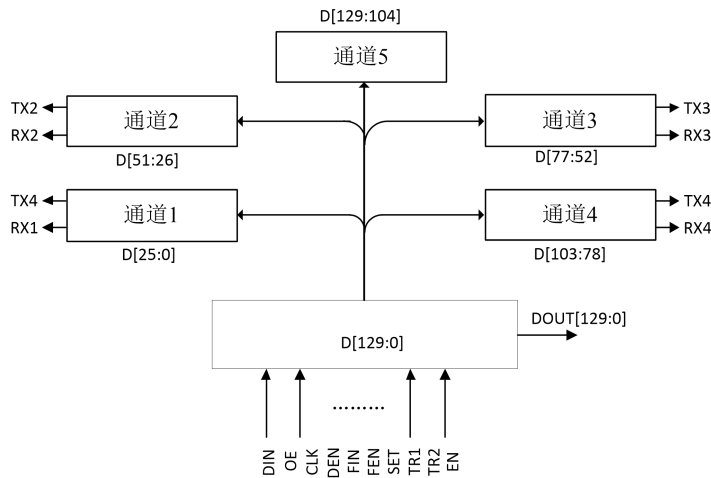 D[129:104]
通道5
TX2
RX2
通道2
D[51:26]
通道3
D[77:52]
TX3
RX3
TX4
RX1
通道1
D[25:0]
通道4
D[103:78]
TX4
RX4
D[129:0]
DOUT[129:0]
………
DIN
OE
CLK
DEN
FIN
FEN
SET
TR1
TR2
EN